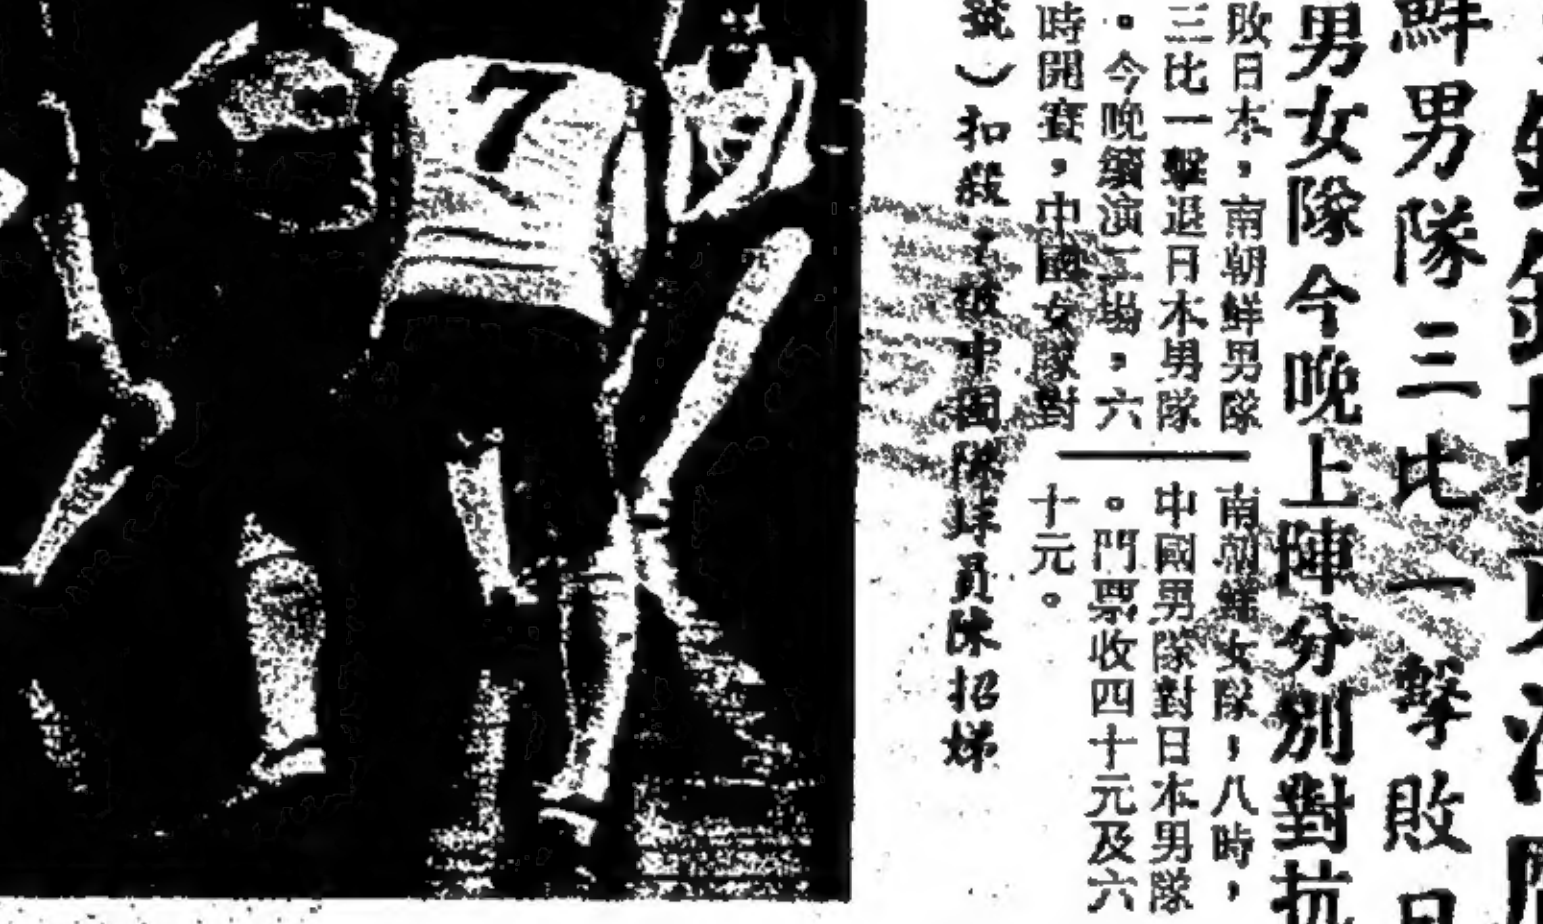 鮮男隊三比一擊敗日
男女隊今晚上陣分別對抗
敗日本，南朝鮮男隊
三比一擊退日本男隊
。今晚續演二場，六
時開賽，中國女隊對
南朝鮮女隊，八時，
中國男隊對日本男隊
。門票收四十元及六
十元。
號）扣殺，被中國隊球員陳招娣
7